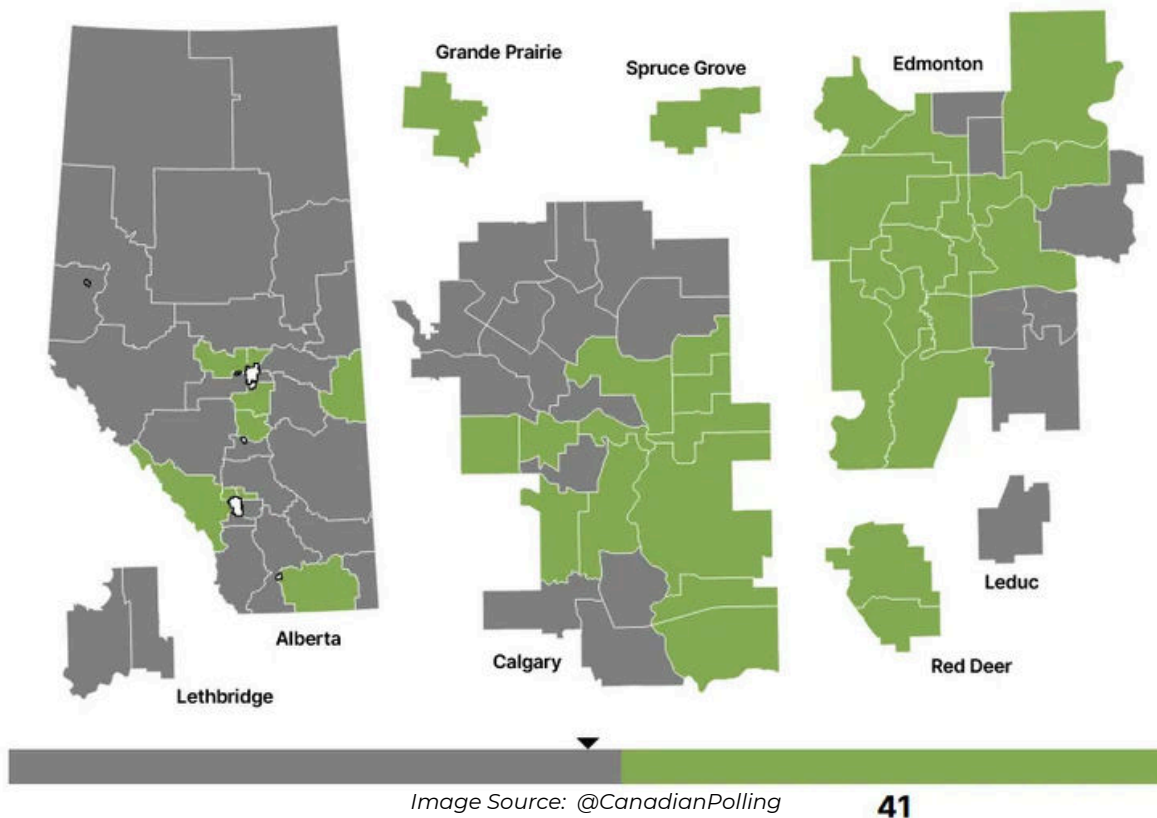 Grande Prairie
Spruce Grove
Edmonton
Alberta
Lethbridge
Calgary
Leduc
Red Deer
Image Source: @CanadianPolling
41